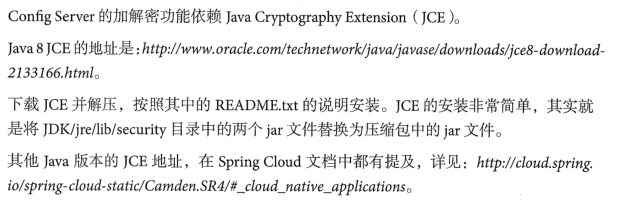 Config Server 的加解密功能依赖 Java Cryptography Extension（JCE）。
Java 8 JCE 的地址是：http://www.oracle.com/technetwork/java/javase/downloads/jce8-download-
2133166.html。
下载 JCE 并解压，按照其中的 README.txt 的说明安装。JCE 的安装非常简单，其实就
是将 JDK/jre/lib/security 目录中的两个 jar 文件替换为压缩包中的 jar 文件。
其他 Java 版本的 JCE 地址，在 Spring Cloud 文档中都有提及，详见：http://cloud.spring.
io/spring-cloud-static/Camden.SR4/#_cloud_native_applications。